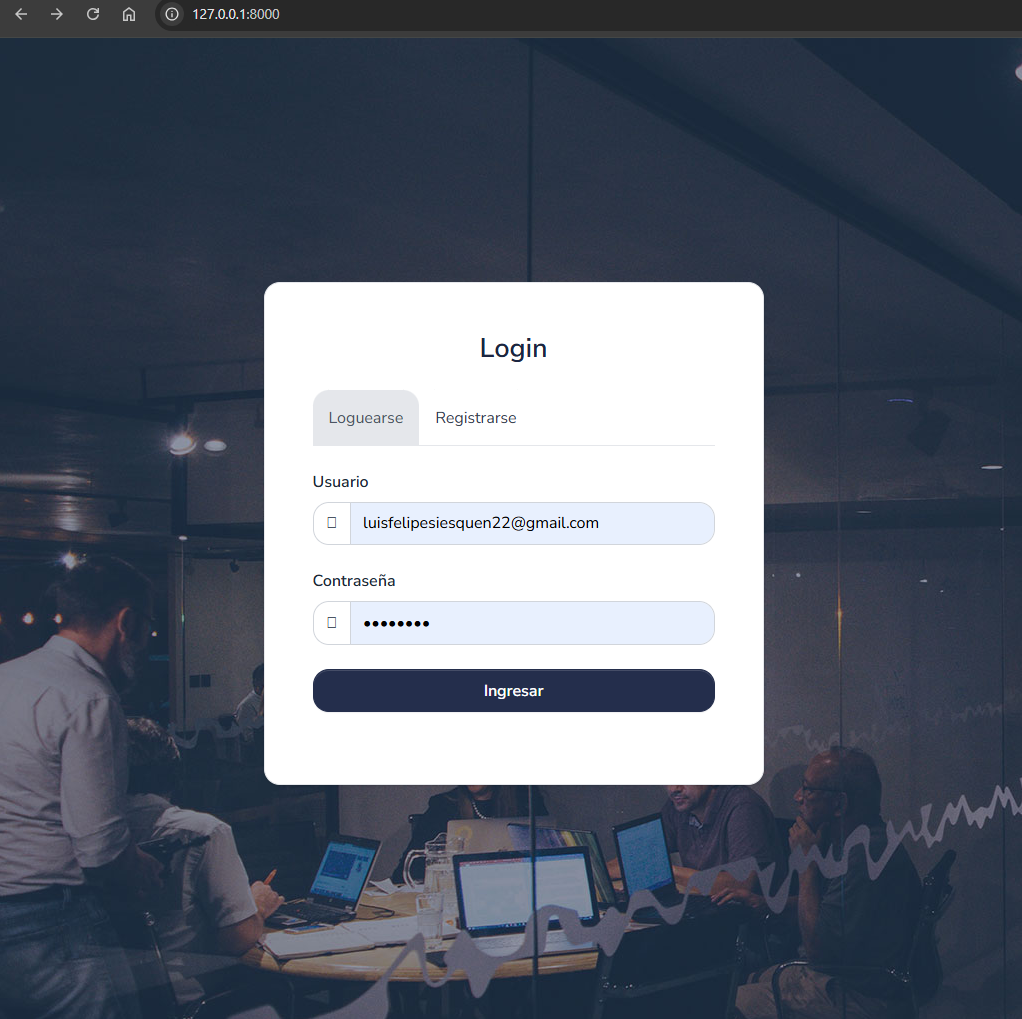 127.0.0.1:8000
Login
Loguearse Registrarse
Usuario
luisfelipesiesquen22@gmail.com
Contraseña
••••••••
Ingresar